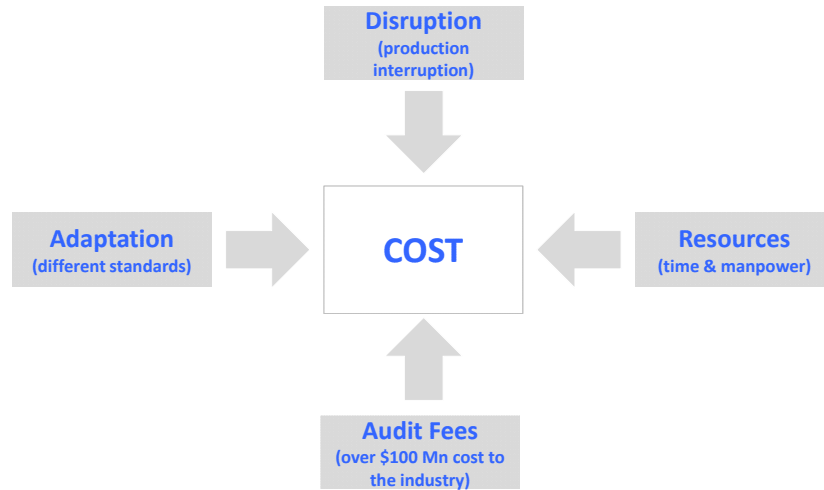 Disruption
(production
interruption)
Adaptation
(different standards)
COST
Resources
(time & manpower)
Audit Fees
(over $100 Mn cost to
the industry)